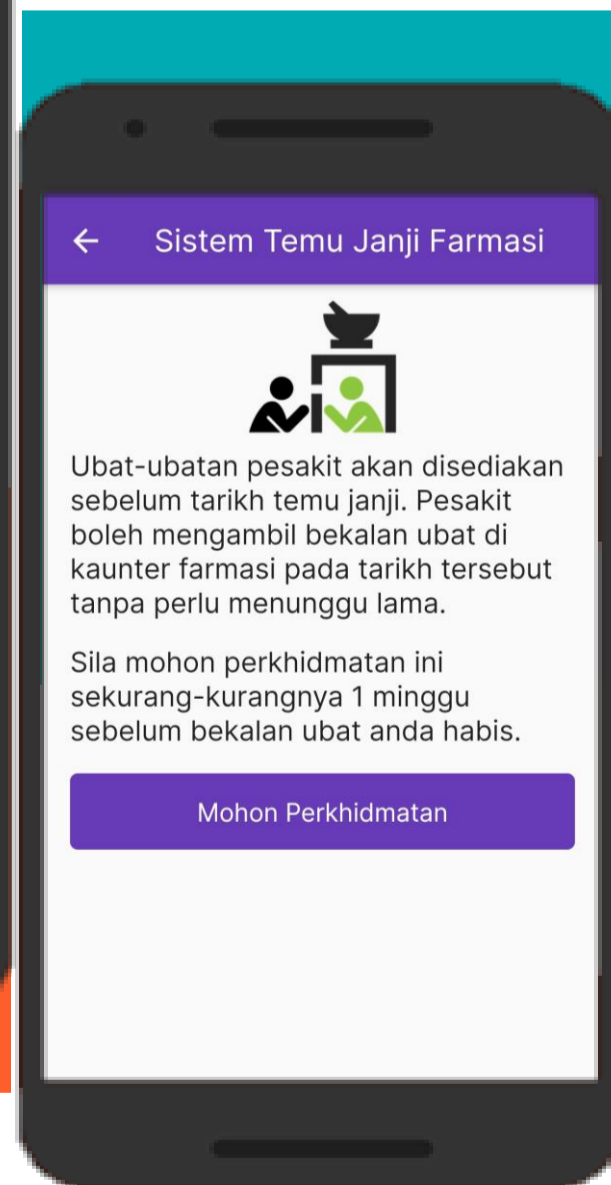 Sistem Temu Janji Farmasi
Ubat-ubatan pesakit akan disediakan
sebelum tarikh temu janji. Pesakit
boleh mengambil bekalan ubat di
kaunter farmasi pada tarikh tersebut
tanpa perlu menunggu lama.
Sila mohon perkhidmatan ini
sekurang-kurangnya 1 minggu
sebelum bekalan ubat anda habis.
Mohon Perkhidmatan